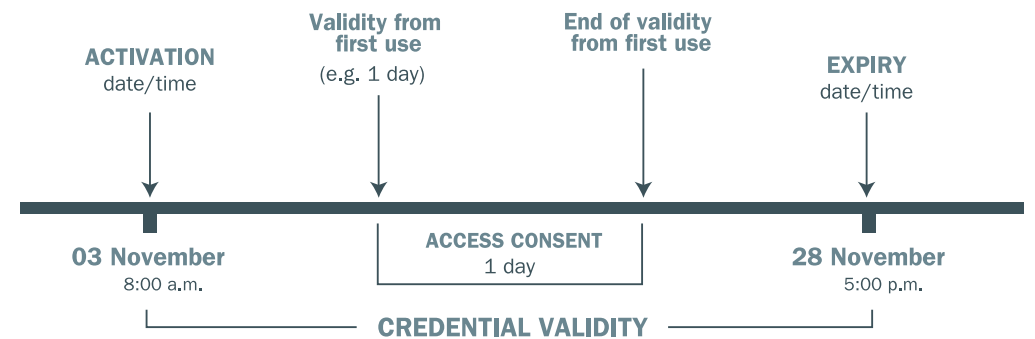 ACTIVATION
date/time
Validity from
first use
(e.g. 1 day)
End of validity
from first use
EXPIRY
date/time
ACCESS CONSENT
1 day
03 November
8:00 a.m.
28 November
5:00 p.m.
CREDENTIAL VALIDITY